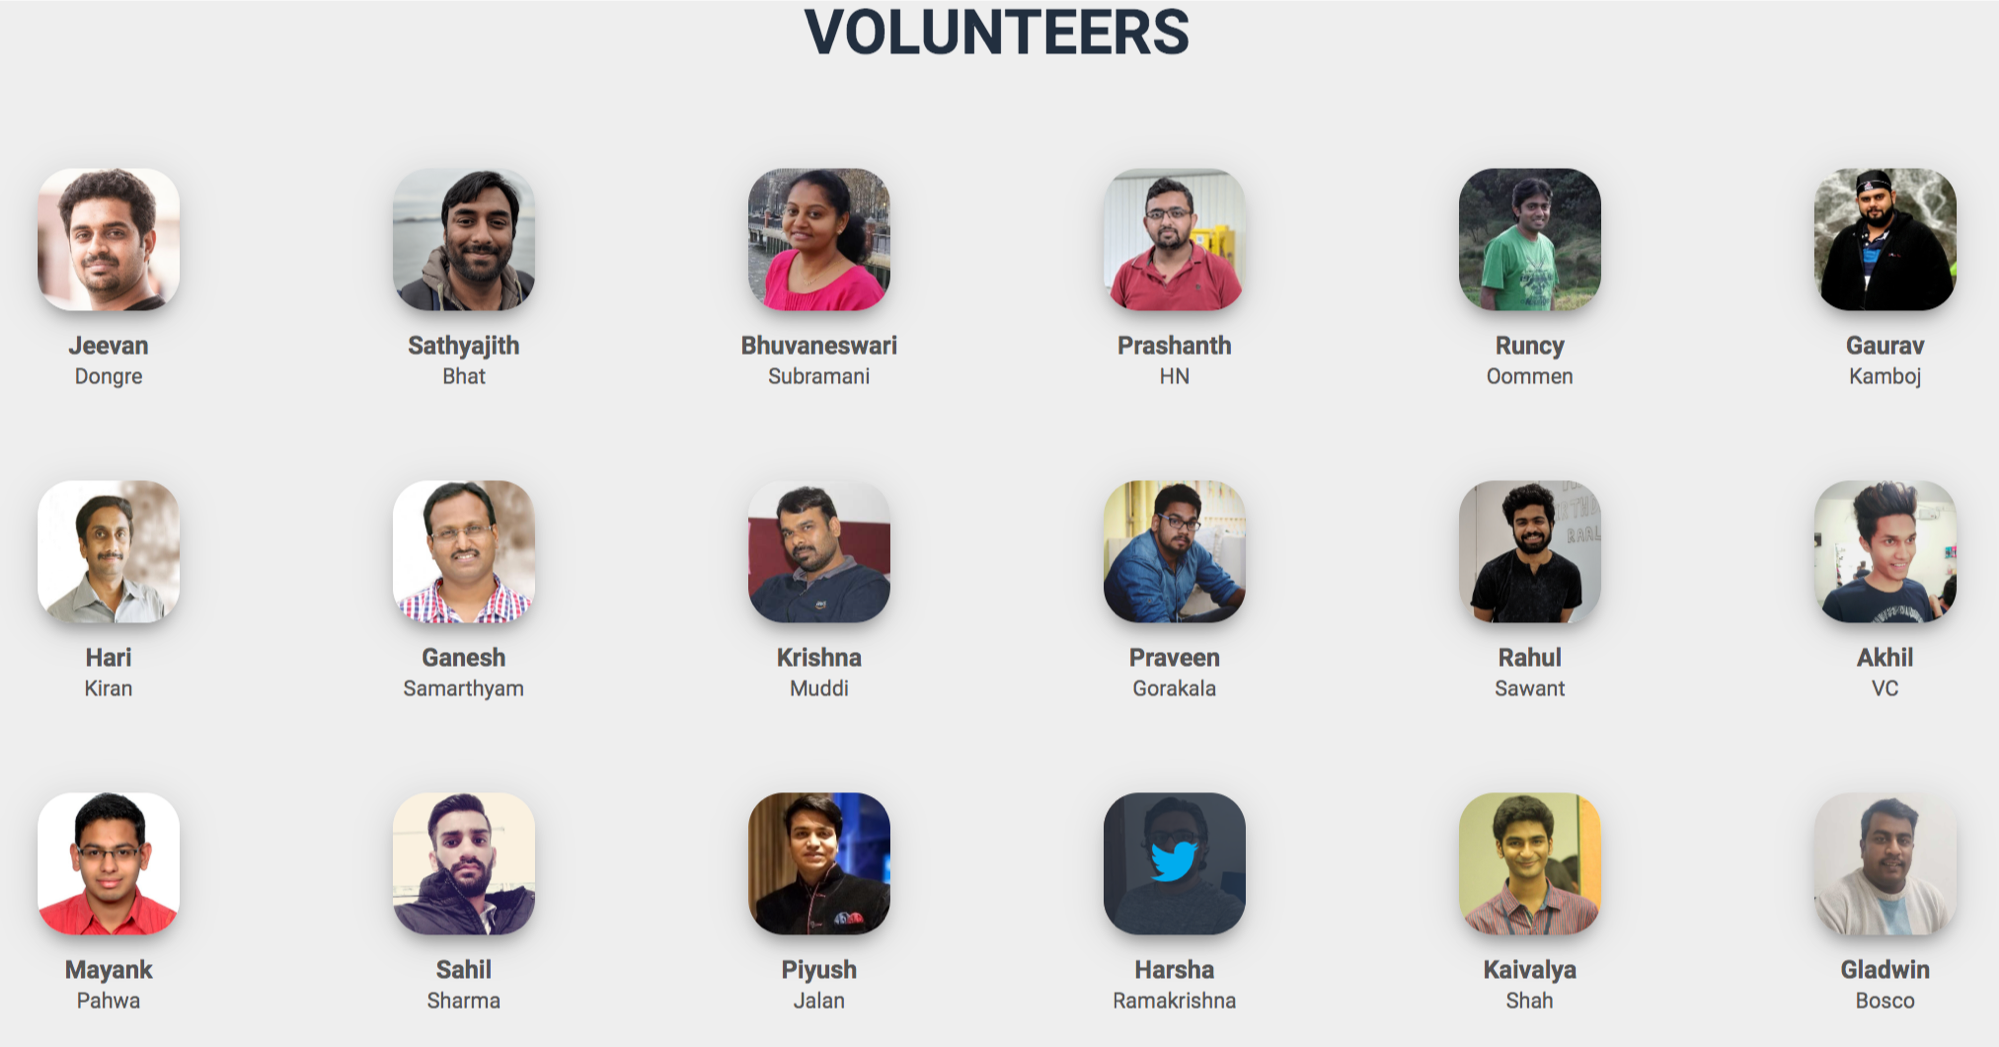 VOLUNTEERS
Jeevan
Dongre
Sathyajith
Bhat
Bhuvaneswari
Subramani
Prashanth
HN
Runcy
Oommen
Gaurav
Kamboj
Hari
Kiran
Ganesh
Samarthyam
Krishna
Muddi
Praveen
Gorakala
Rahul
Sawant
Akhil
VC
Mayank
Pahwa
Sahil
Sharma
Piyush
Jalan
Harsha
Ramakrishna
Kaivalya
Shah
Gladwin
Bosco